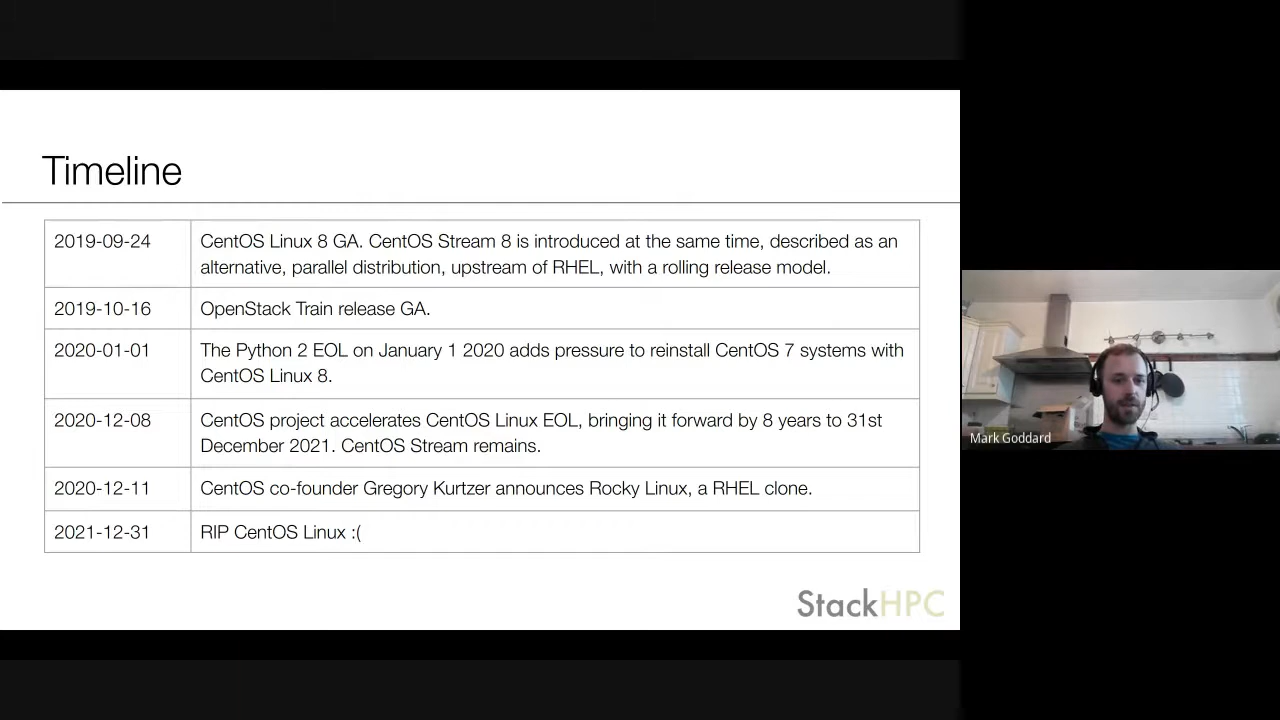 Timeline
2019-09-24
CentOS Linux 8 GA. CentOS Stream 8 is introduced at the same time, described as an
alternative, parallel distribution, upstream of RHEL, with a rolling release model.
2019-10-16
OpenStack Train release GA.
2020-01-01
The Python 2 EOL on January 1 2020 adds pressure to reinstall CentOS 7 systems with
CentOS Linux 8.
2020-12-08
CentOS project accelerates CentOS Linux EOL, bringing it forward by 8 years to 31st
December 2021. CentOS Stream remains.
2020-12-11
CentOS co-founder Gregory Kurtzer announces Rocky Linux, a RHEL clone.
2021-12-31
RIP CentOS Linux :(
StackHPC
Mark Goddard